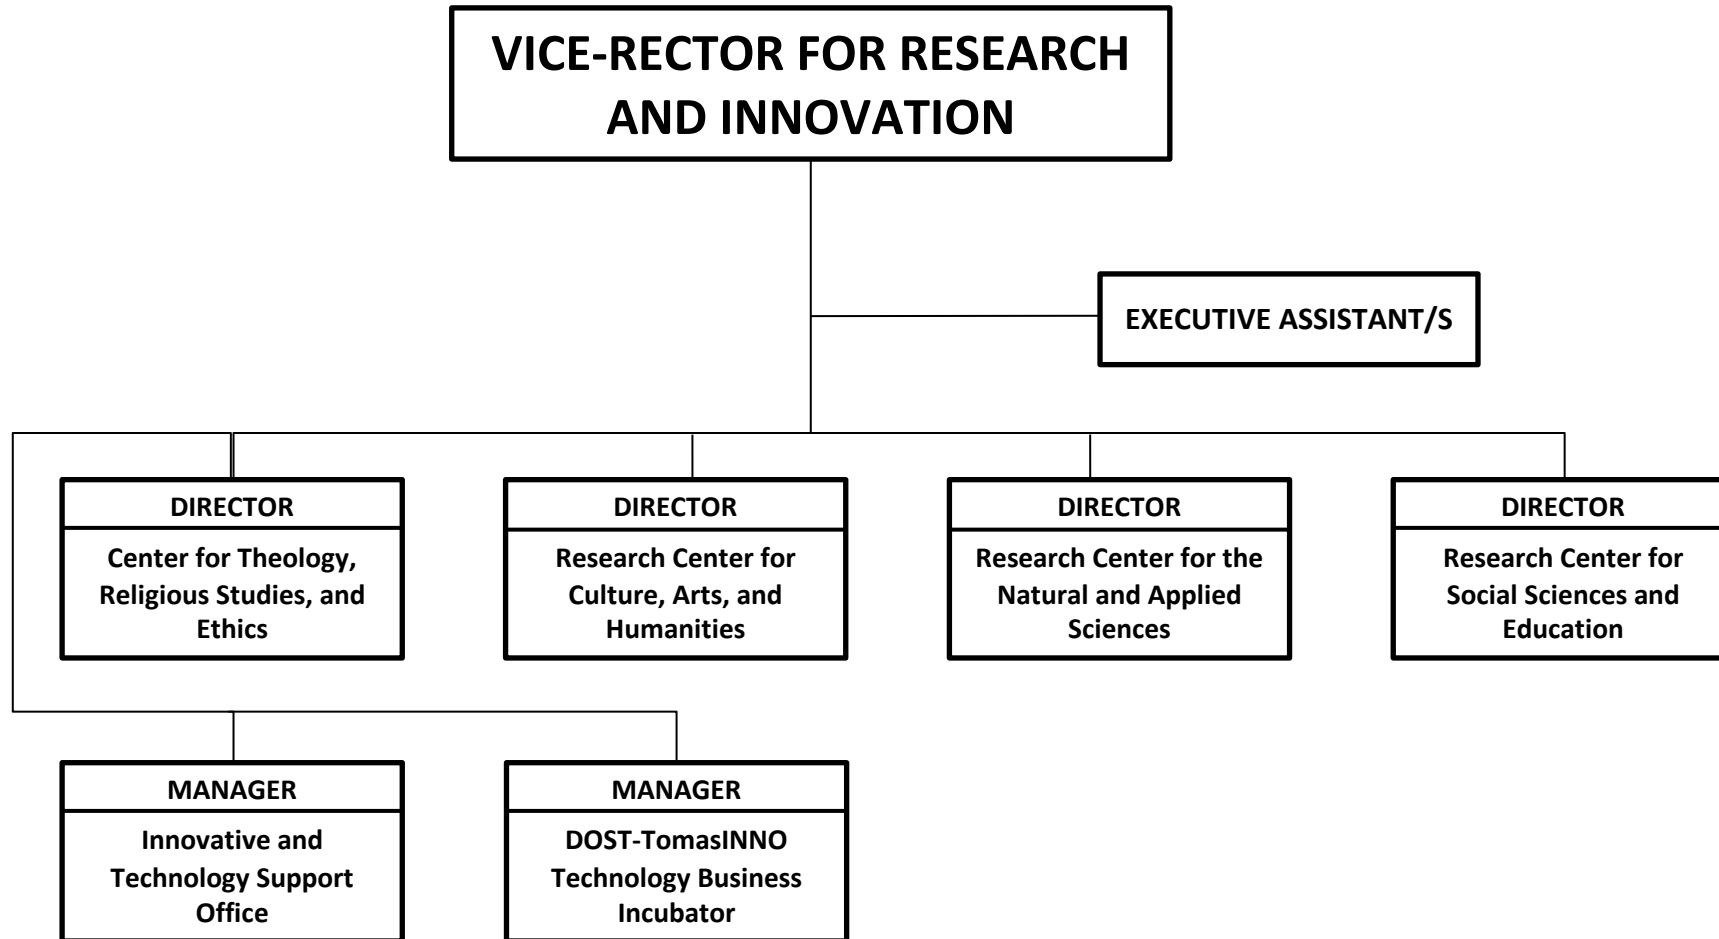 VICE-RECTOR FOR RESEARCH
AND INNOVATION
EXECUTIVE ASSISTANT/S
DIRECTOR
Center for Theology,
Religious Studies, and
Ethics
DIRECTOR
Research Center for
Culture, Arts, and
Humanities
DIRECTOR
Research Center for the
Natural and Applied
Sciences
DIRECTOR
Research Center for
Social Sciences and
Education
MANAGER
Innovative and
Technology Support
Office
MANAGER
DOST-TomasINNO
Technology Business
Incubator